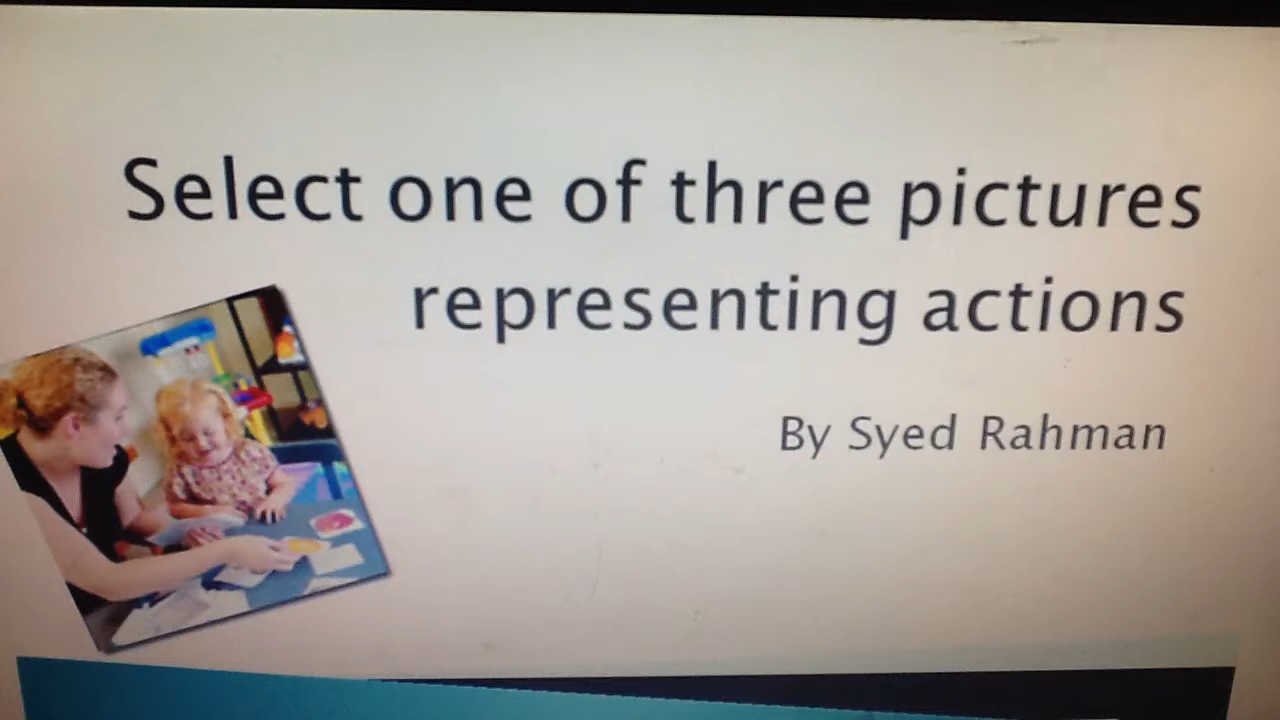 Select one of three pictures
representing actions
By Syed Rahman